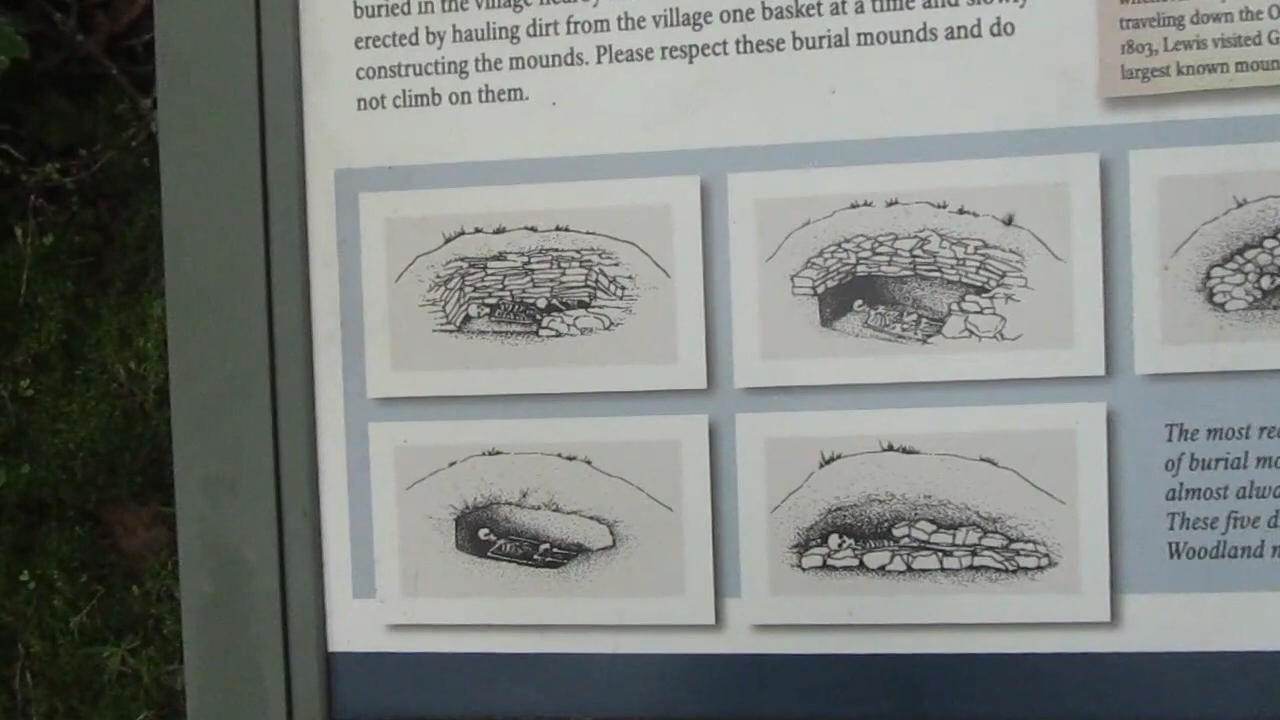 buried in the village
erected by hauling dirt from the village one basket at a time and slowly
constructing the mounds. Please respect these burial mounds and do
not climb on them.
traveling down the O
1803, Lewis visited G
largest known moun
The most rec
of burial mo
almost alwa
These five d
Woodland m